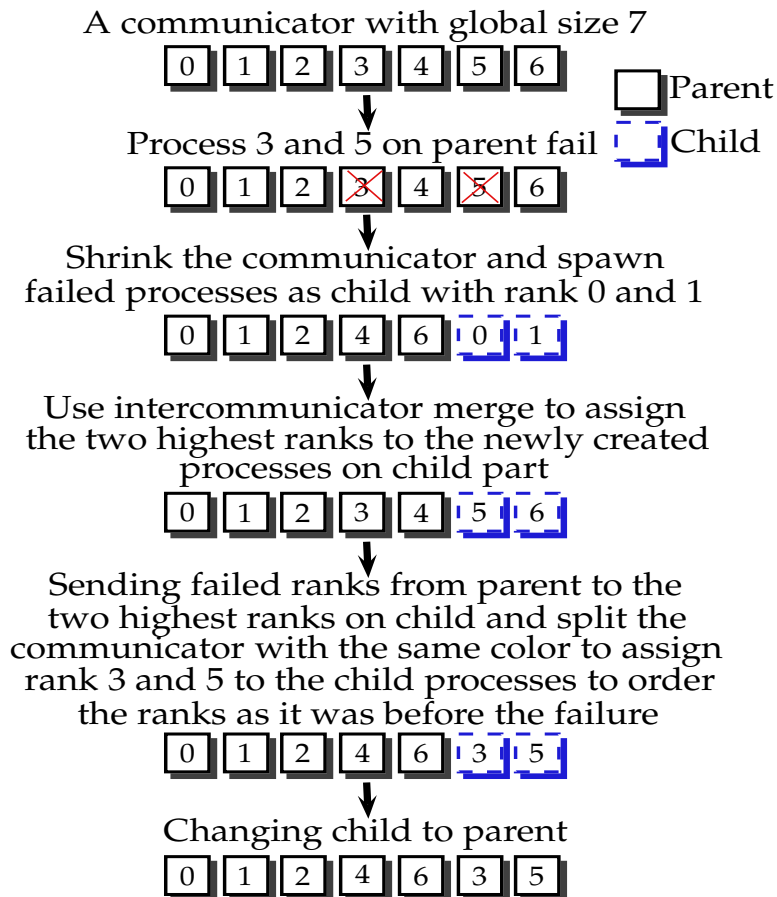 A communicator with global size 7
0 1 2 3 4 5 6
Parent
Child
Process 3 and 5 on parent fail
0 1 2 3 4 5 6
Shrink the communicator and spawn
failed processes as child with rank 0 and 1
0 1 2 4 6 0 1
Use intercommunicator merge to assign
the two highest ranks to the newly created
processes on child part
0 1 2 3 4 5 6
Sending failed ranks from parent to the
two highest ranks on child and split the
communicator with the same color to assign
rank 3 and 5 to the child processes to order
the ranks as it was before the failure
0 1 2 4 6 3 5
Changing child to parent
0 1 2 4 6 3 5